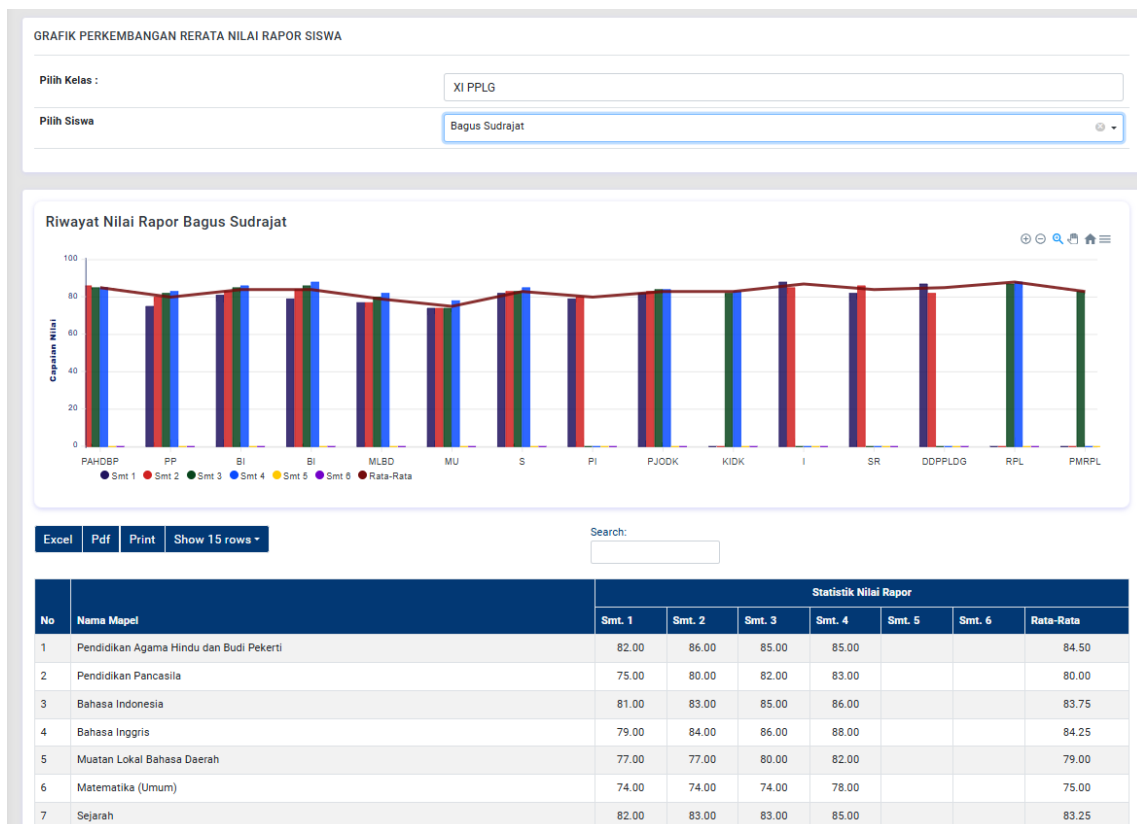 GRAFIK PERKEMBANGAN RERATA NILAI RAPOR SISWA
Pilih Kelas :
XI PPLG
Pilih Siswa
Bagus Sudrajat
Riwayat Nilai Rapor Bagus Sudrajat
100
80
60
40
20
0
Capaian Nilai
PAHDBP PP BI BI MLBD MU S PI PJODK KIDK I SR DDPPLDG RPL PMRPL
Smt 1 Smt 2 Smt 3 Smt 4 Smt 5 Smt 6 Rata-Rata
Excel Pdf Print Show 15 rows
Search:
Statistik Nilai Rapor
No Nama Mapel Smt. 1 Smt. 2 Smt. 3 Smt. 4 Smt. 5 Smt. 6 Rata-Rata
1 Pendidikan Agama Hindu dan Budi Pekerti 82.00 86.00 85.00 85.00 84.50
2 Pendidikan Pancasila 75.00 80.00 82.00 83.00 80.00
3 Bahasa Indonesia 81.00 83.00 85.00 86.00 83.75
4 Bahasa Inggris 79.00 84.00 86.00 88.00 84.25
5 Muatan Lokal Bahasa Daerah 77.00 77.00 80.00 82.00 79.00
6 Matematika (Umum) 74.00 74.00 74.00 78.00 75.00
7 Sejarah 82.00 83.00 83.00 85.00 83.25